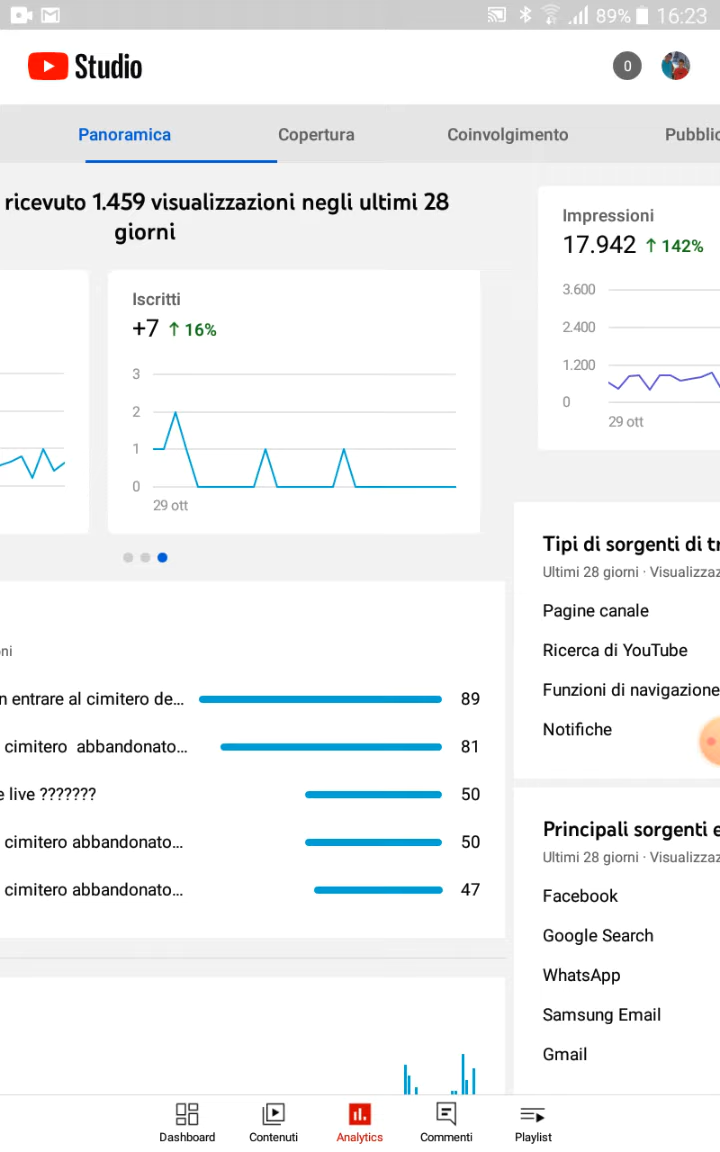 89% 16:23
Studio
0
Panoramica
Copertura
Coinvolgimento
Pubblic
ricevuto 1.459 visualizzazioni negli ultimi 28
giorni
Iscritti
+7 ↑ 16%
3
2
1
0
29 ott
oni
n entrare al cimitero de... 89
cimitero abbandonato... 81
e live ??????? 50
cimitero abbandonato... 50
cimitero abbandonato... 47
Impressioni
17.942 ↑ 142%
3.600
2.400
1.200
0
29 ott
Tipi di sorgenti di tr
Ultimi 28 giorni · Visualizzaz
Pagine canale
Ricerca di YouTube
Funzioni di navigazione
Notifiche
Principali sorgenti e
Ultimi 28 giorni · Visualizzaz
Facebook
Google Search
WhatsApp
Samsung Email
Gmail
Dashboard
Contenuti
Analytics
Commenti
Playlist